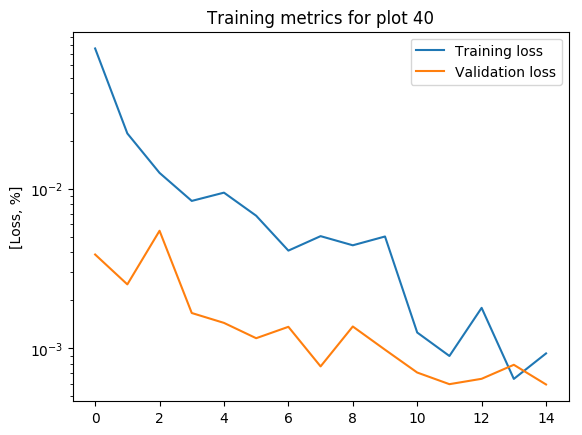 Training metrics for plot 40
Training loss
Validation loss
[Loss, %]
10⁻²
10⁻³
0 2 4 6 8 10 12 14